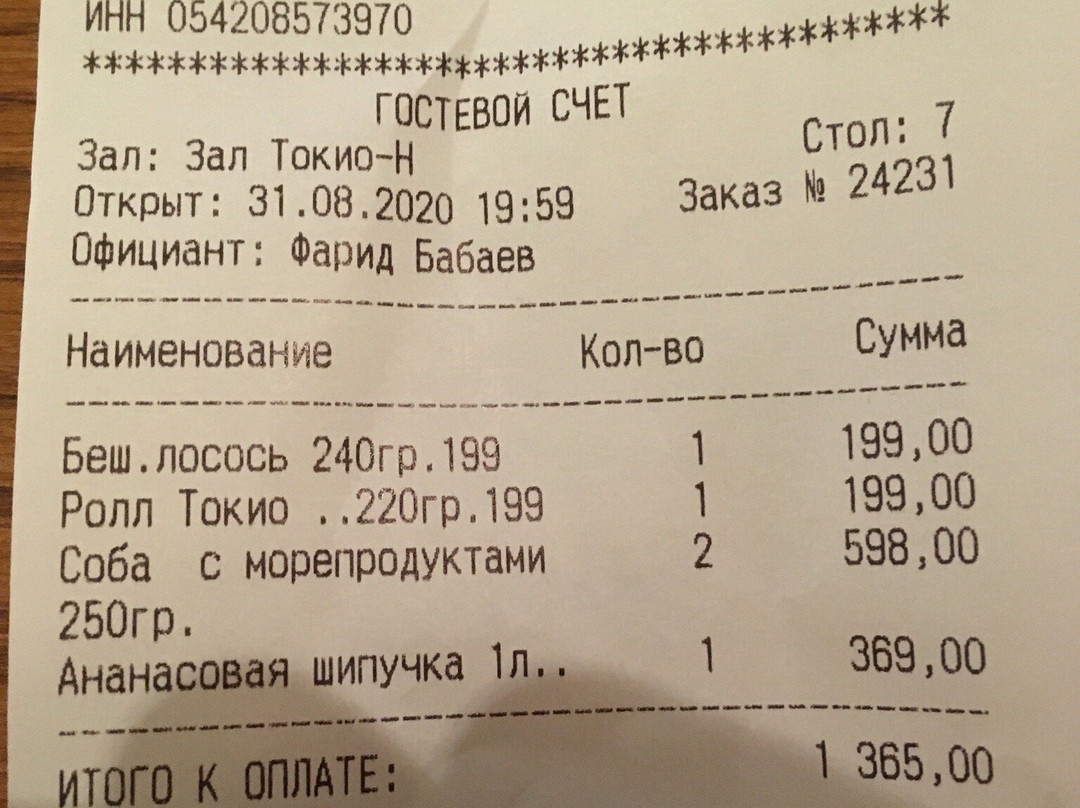 ИНН 054208573970
*****************************************
ГОСТЕВОЙ СЧЕТ
Зал: Зал Токио-Н Стол: 7
Открыт: 31.08.2020 19:59 Заказ № 24231
Официант: Фарид Бабаев
Наименование Кол-во Сумма
Беш.лосось 240гр.199 1 199,00
Ролл Токио ..220гр.199 1 199,00
Соба с морепродуктами 2 598,00
250гр.
Ананасовая шипучка 1л.. 1 369,00
ИТОГО К ОПЛАТЕ: 1 365,00